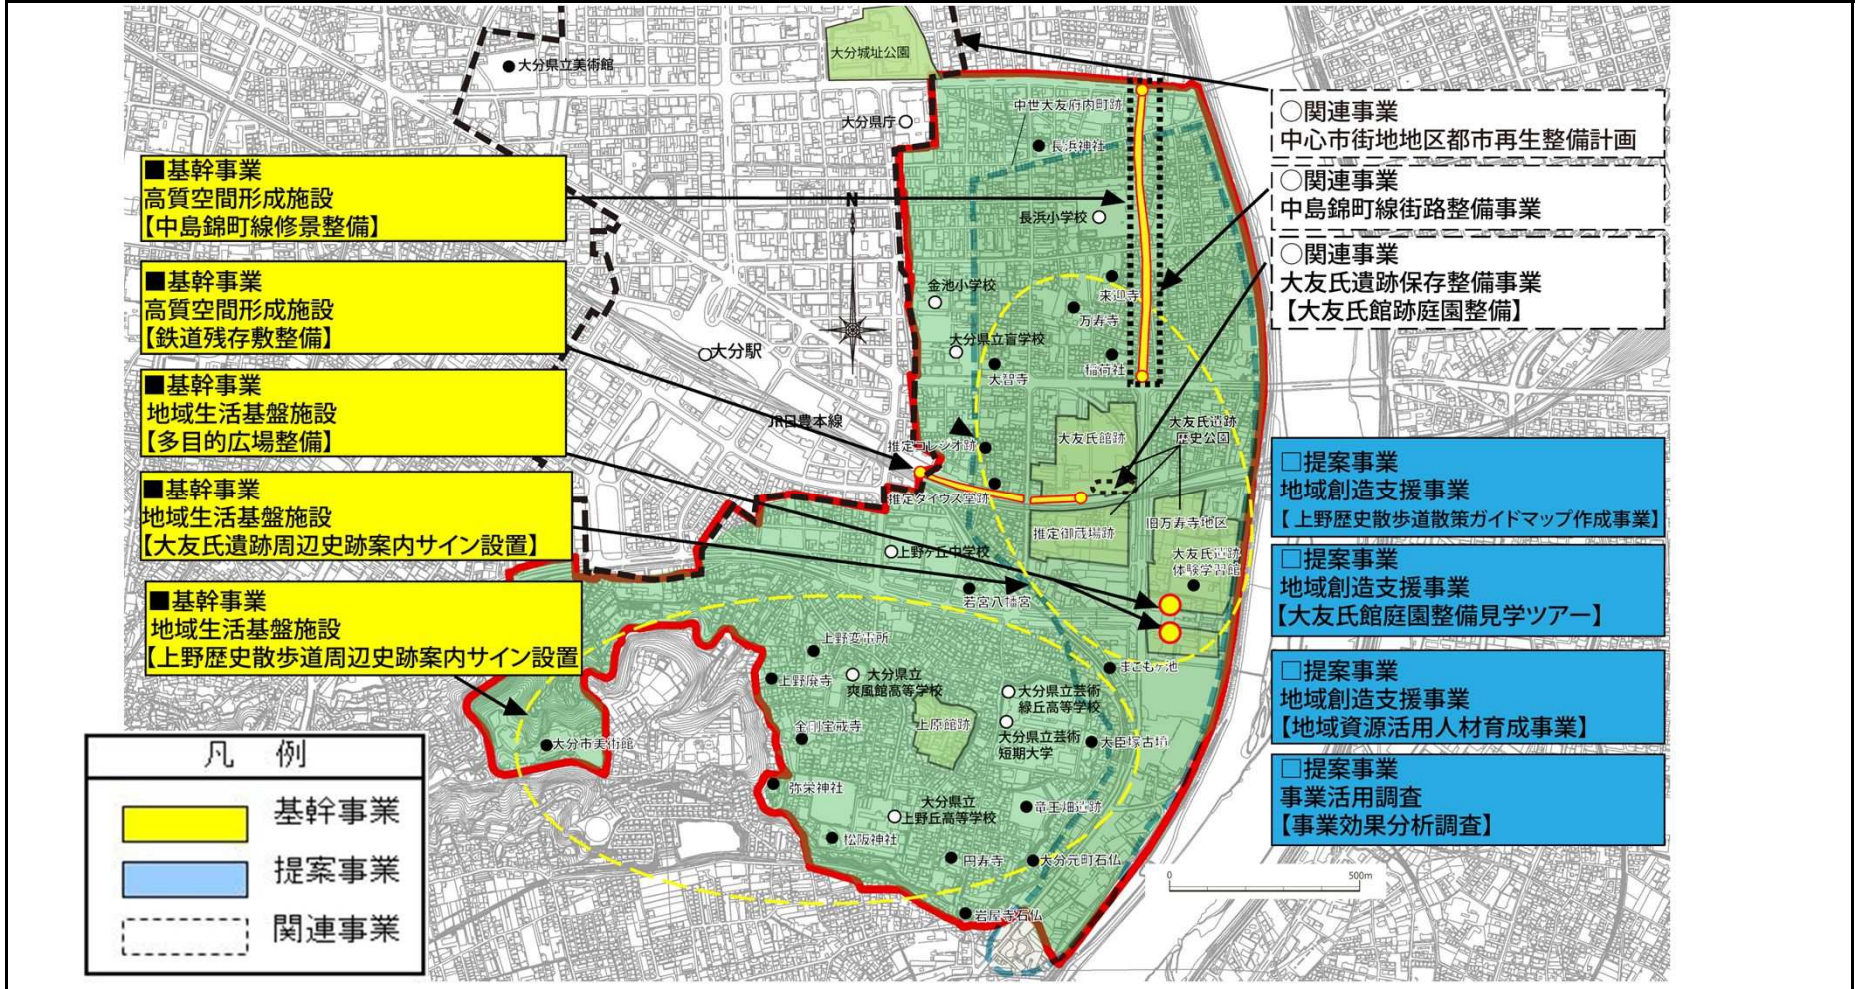 ■基幹事業
高質空間形成施設
【中島錦町線修景整備】
■基幹事業
高質空間形成施設
【鉄道残存敷整備】
■基幹事業
地域生活基盤施設
【多目的広場整備】
■基幹事業
地域生活基盤施設
【大友氏遺跡周辺史跡案内サイン設置】
■基幹事業
地域生活基盤施設
【上野歴史散歩道周辺史跡案内サイン設置
凡 例
基幹事業
提案事業
関連事業
大分県立美術館
大分城址公園
大分県庁
中世大友府内町跡
長浜神社
長浜小学校
N
金池小学校
来迎寺
万寿寺
大分県立盲学校
大分駅
大智寺
稲荷社
JR日豊本線
推定コレジオ跡
大友氏館跡
大友氏遺跡
歴史公園
推定ダイウス堂跡
推定御蔵場跡
旧万寿寺地区
上野ヶ丘中学校
大友氏遺跡
体験学習館
若宮八幡宮
上野変電所
まこもヶ池
上野廃寺
大分県立
爽風館高等学校
大分県立芸術
緑丘高等学校
金剛宝戒寺
上原館跡
大分県立芸術
短期大学
大臣塚古墳
大分市美術館
弥栄神社
大分県立
上野丘高等学校
竜王畑遺跡
松阪神社
円寿寺
大分元町石仏
岩屋寺石仏
0
500m
○関連事業
中心市街地地区都市再生整備計画
○関連事業
中島錦町線街路整備事業
○関連事業
大友氏遺跡保存整備事業
【大友氏館跡庭園整備】
□提案事業
地域創造支援事業
【上野歴史散歩道散策ガイドマップ作成事業】
□提案事業
地域創造支援事業
【大友氏館庭園整備見学ツアー】
□提案事業
地域創造支援事業
【地域資源活用人材育成事業】
□提案事業
事業活用調査
【事業効果分析調査】